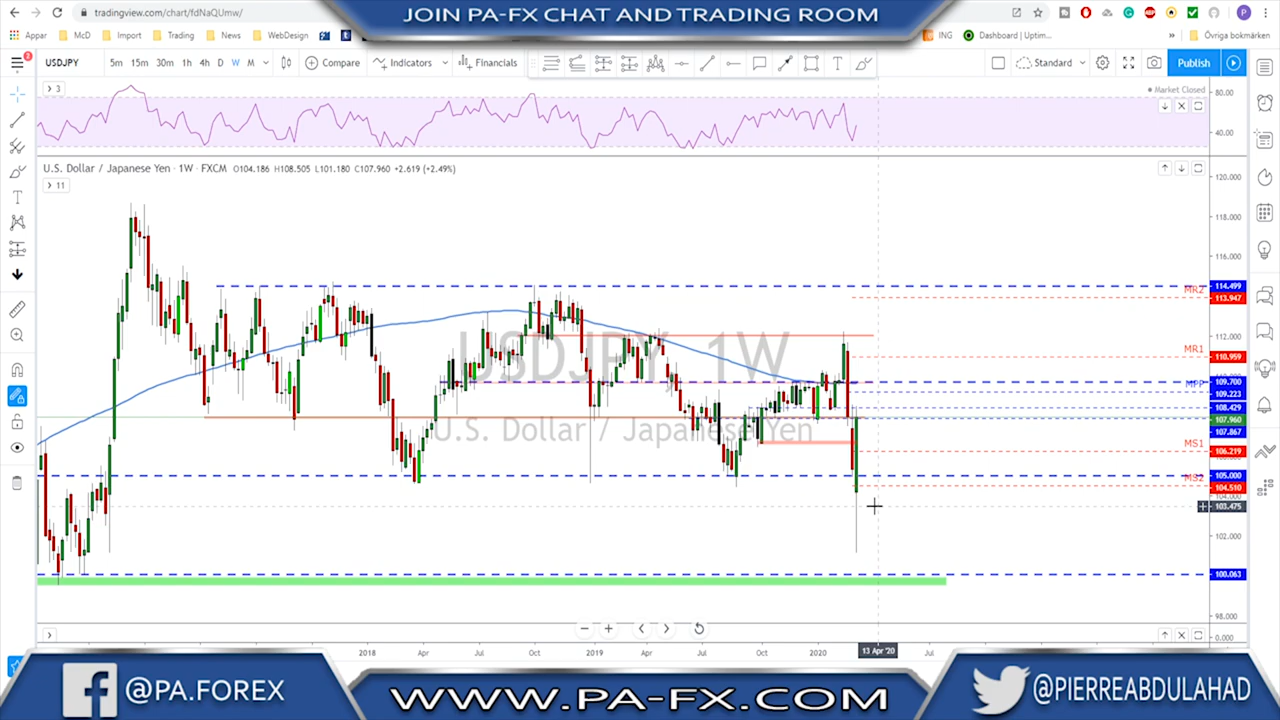 JOIN PA-FX CHAT AND TRADING ROOM
tradingview.com/chart/fdNaQUmw/
P
Appar McD Import Trading News WebDesign ING Dashboard | Uptim... » Övriga bokmärken
USDJPY 5m 15m 30m 1h 4h D W M Compare Indicators Financials T Standard Publish
3
Market Closed
80.00
40.00
U.S. Dollar / Japanese Yen · 1W · FXCM O104.186 H108.505 L101.180 C107.960 +2.619 (+2.49%)
11
120.000
118.000
116.000
114.499
MR2
113.947
112.000
USDJPY, 1W
MR1
110.959
MPP
109.700
109.223
108.429
107.960
U.S. Dollar / Japanese Yen
107.867
MS1
106.219
105.000
MS2
104.510
104.000
103.475
102.000
100.063
98.000
0.000
2018 Apr Jul Oct 2019 Apr Jul Oct 2020 13 Apr '20 Jul
@PA.FOREX
WWW.PA-FX.COM
@PIERREABDULAHAD